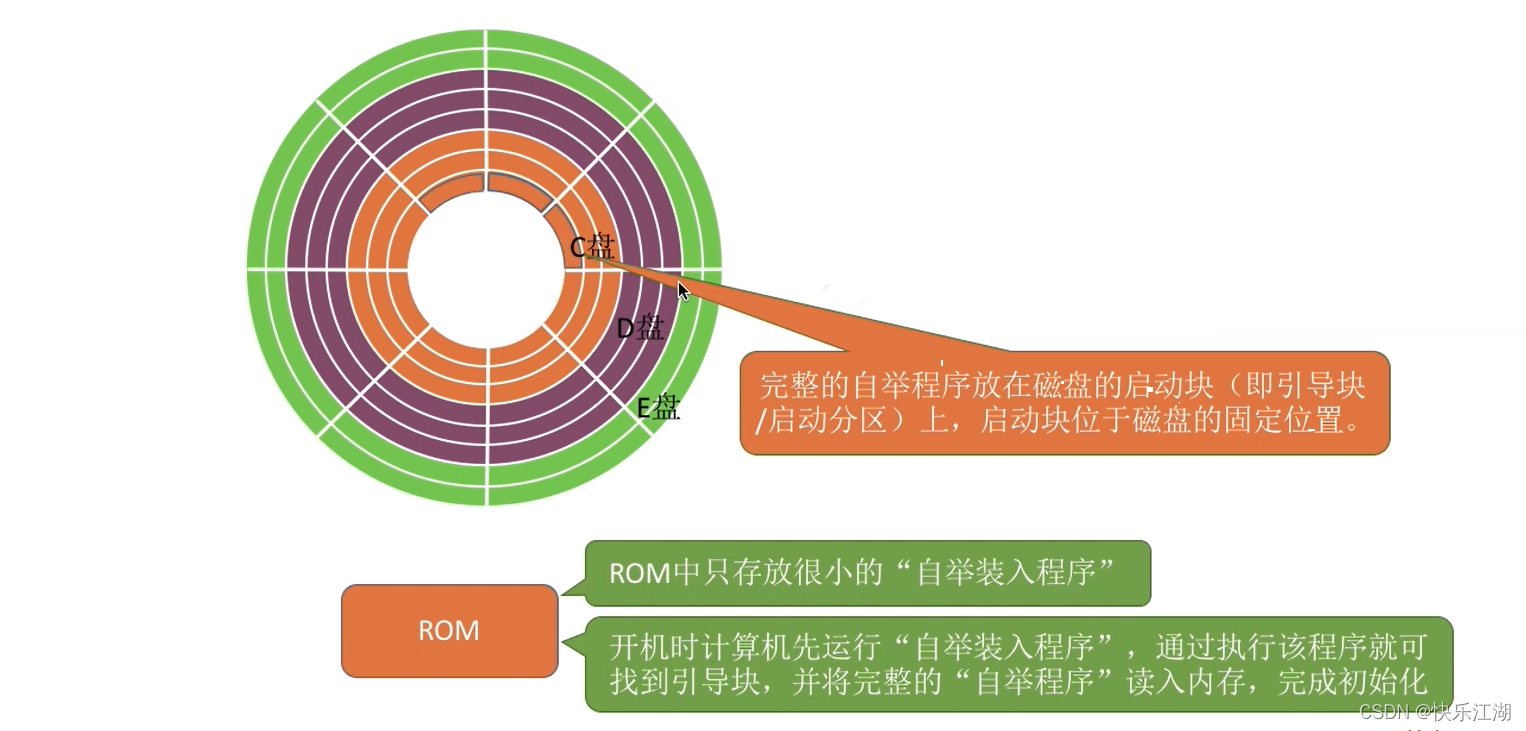 C盘
D盘
E盘
完整的自举程序放在磁盘的启动块（即引导块
/启动分区）上，启动块位于磁盘的固定位置。
ROM中只存放很小的“自举装入程序”
ROM
开机时计算机先运行“自举装入程序”，通过执行该程序就可
找到引导块，并将完整的“自举程序”读入内存，完成初始化
CSDN @快乐江湖